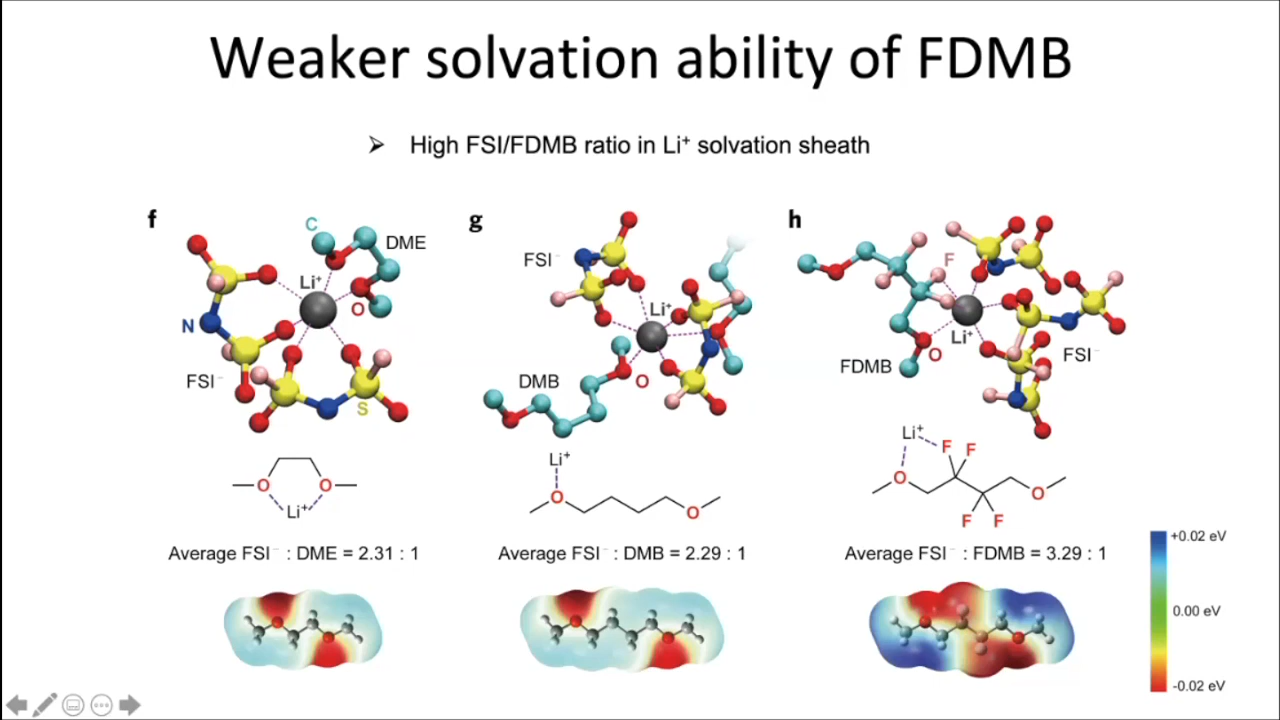 Weaker solvation ability of FDMB
➢ High FSI/FDMB ratio in Li⁺ solvation sheath
f
C
DME
Li⁺
O
N
FSI⁻
S
Li⁺
O O
Average FSI⁻ : DME = 2.31 : 1
g
FSI⁻
Li⁺
DMB
O
Li⁺
O
O
Average FSI⁻ : DMB = 2.29 : 1
h
F
Li⁺
FSI⁻
FDMB
O
Li⁺
F F
O
O
F F
Average FSI⁻ : FDMB = 3.29 : 1
+0.02 eV
0.00 eV
-0.02 eV